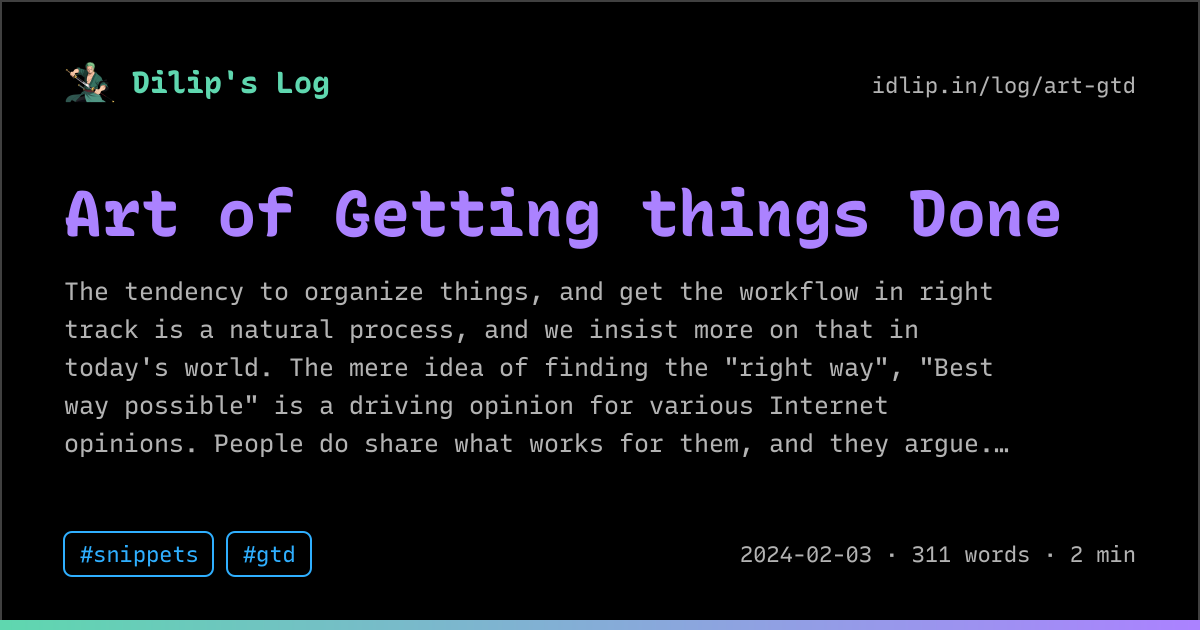 Dilip's Log
idlip.in/log/art-gtd
Art of Getting things Done
The tendency to organize things, and get the workflow in right
track is a natural process, and we insist more on that in
today's world. The mere idea of finding the "right way", "Best
way possible" is a driving opinion for various Internet
opinions. People do share what works for them, and they argue.…
#snippets #gtd
2024-02-03 · 311 words · 2 min